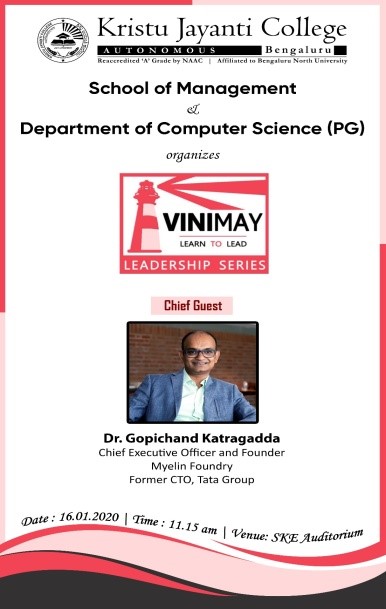 Kristu Jayanti College
AUTONOMOUS Bengaluru
Reaccredited 'A' Grade by NAAC | Affiliated to Bengaluru North University
School of Management
&
Department of Computer Science (PG)
organizes
VINIMAY
LEARN TO LEAD
LEADERSHIP SERIES
Chief Guest
Dr. Gopichand Katragadda
Chief Executive Officer and Founder
Myelin Foundry
Former CTO, Tata Group
Date : 16.01.2020 | Time : 11.15 am | Venue: SKE Auditorium